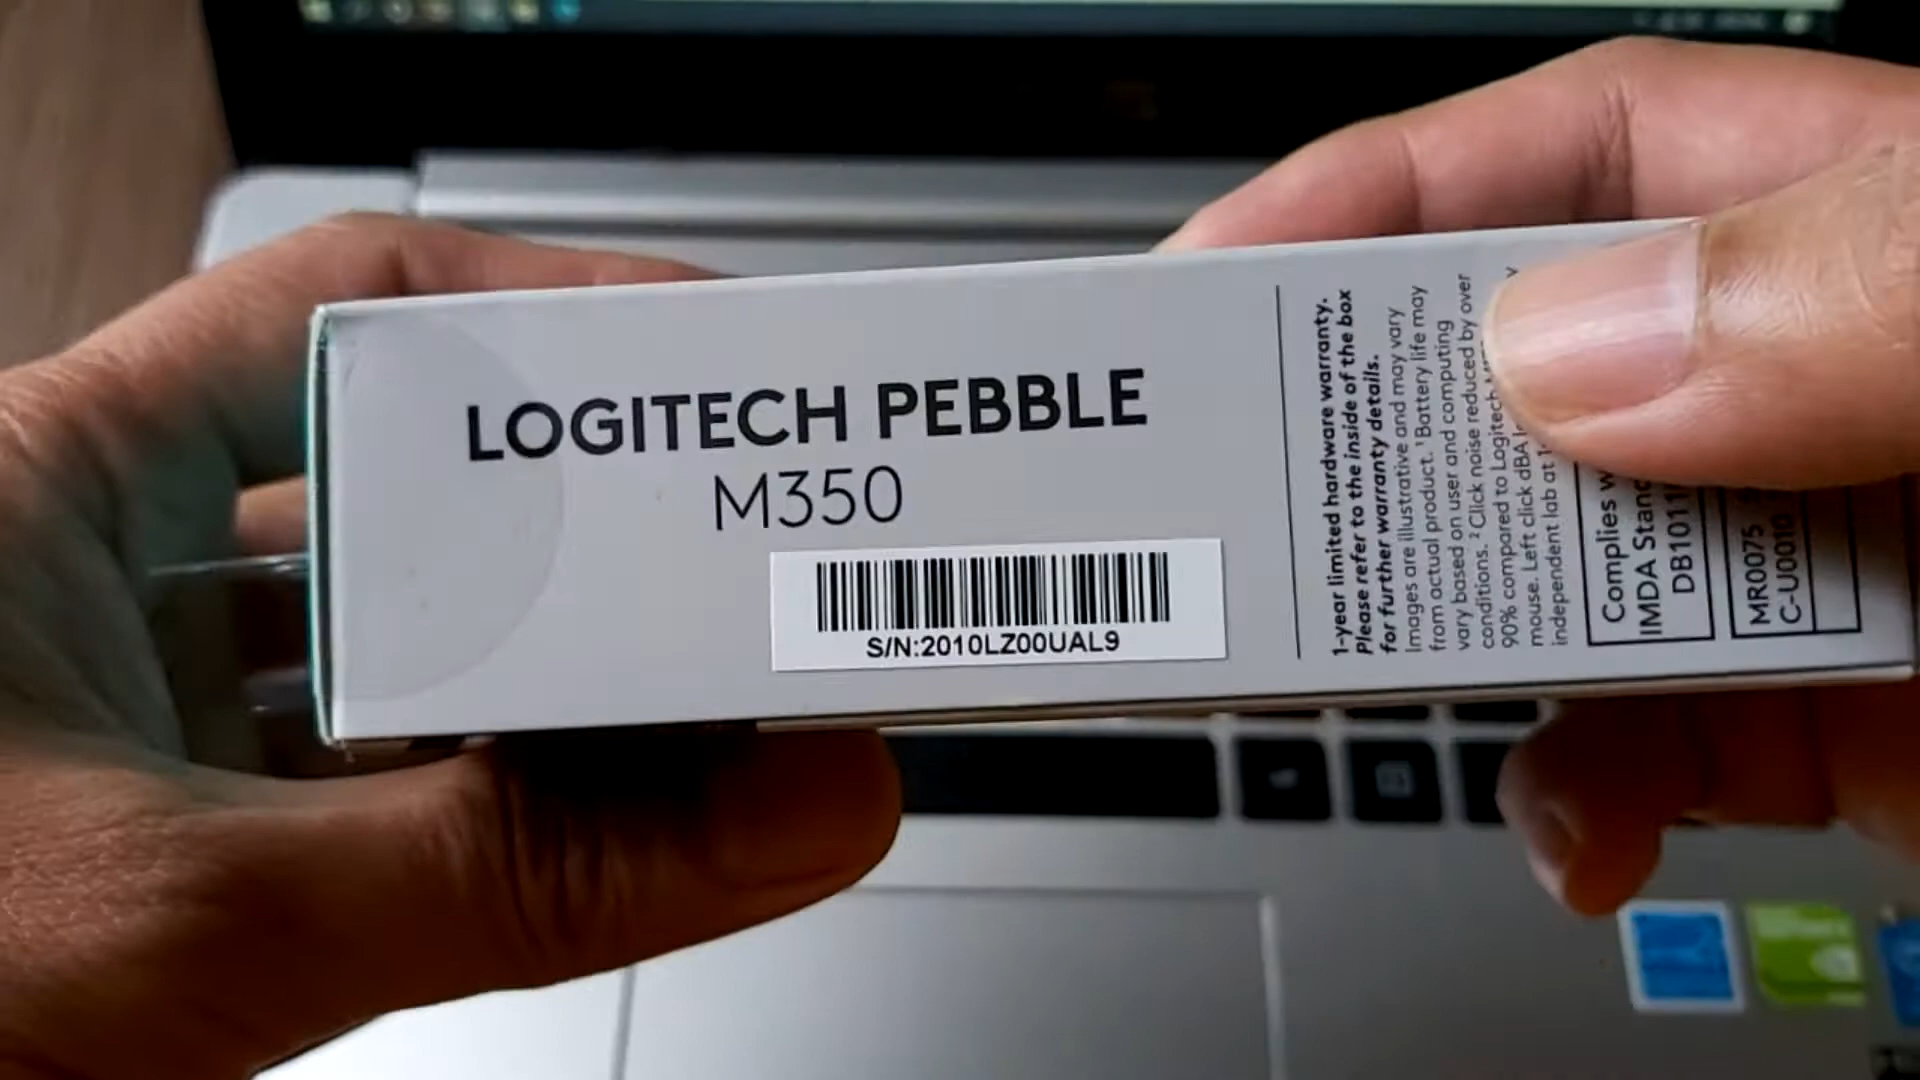 LOGITECH PEBBLE
M350
S/N:2010LZ00UAL9
1-year limited hardware warranty.
Please refer to the inside of the box
for further warranty details.
Images are illustrative and may vary
from actual product. ¹Battery life may
vary based on user and computing
conditions. ²Click noise reduced by over
90% compared to Logitech
mouse. Left click dBA
independent lab at
Complies
IMDA
MR0075
C-U0010